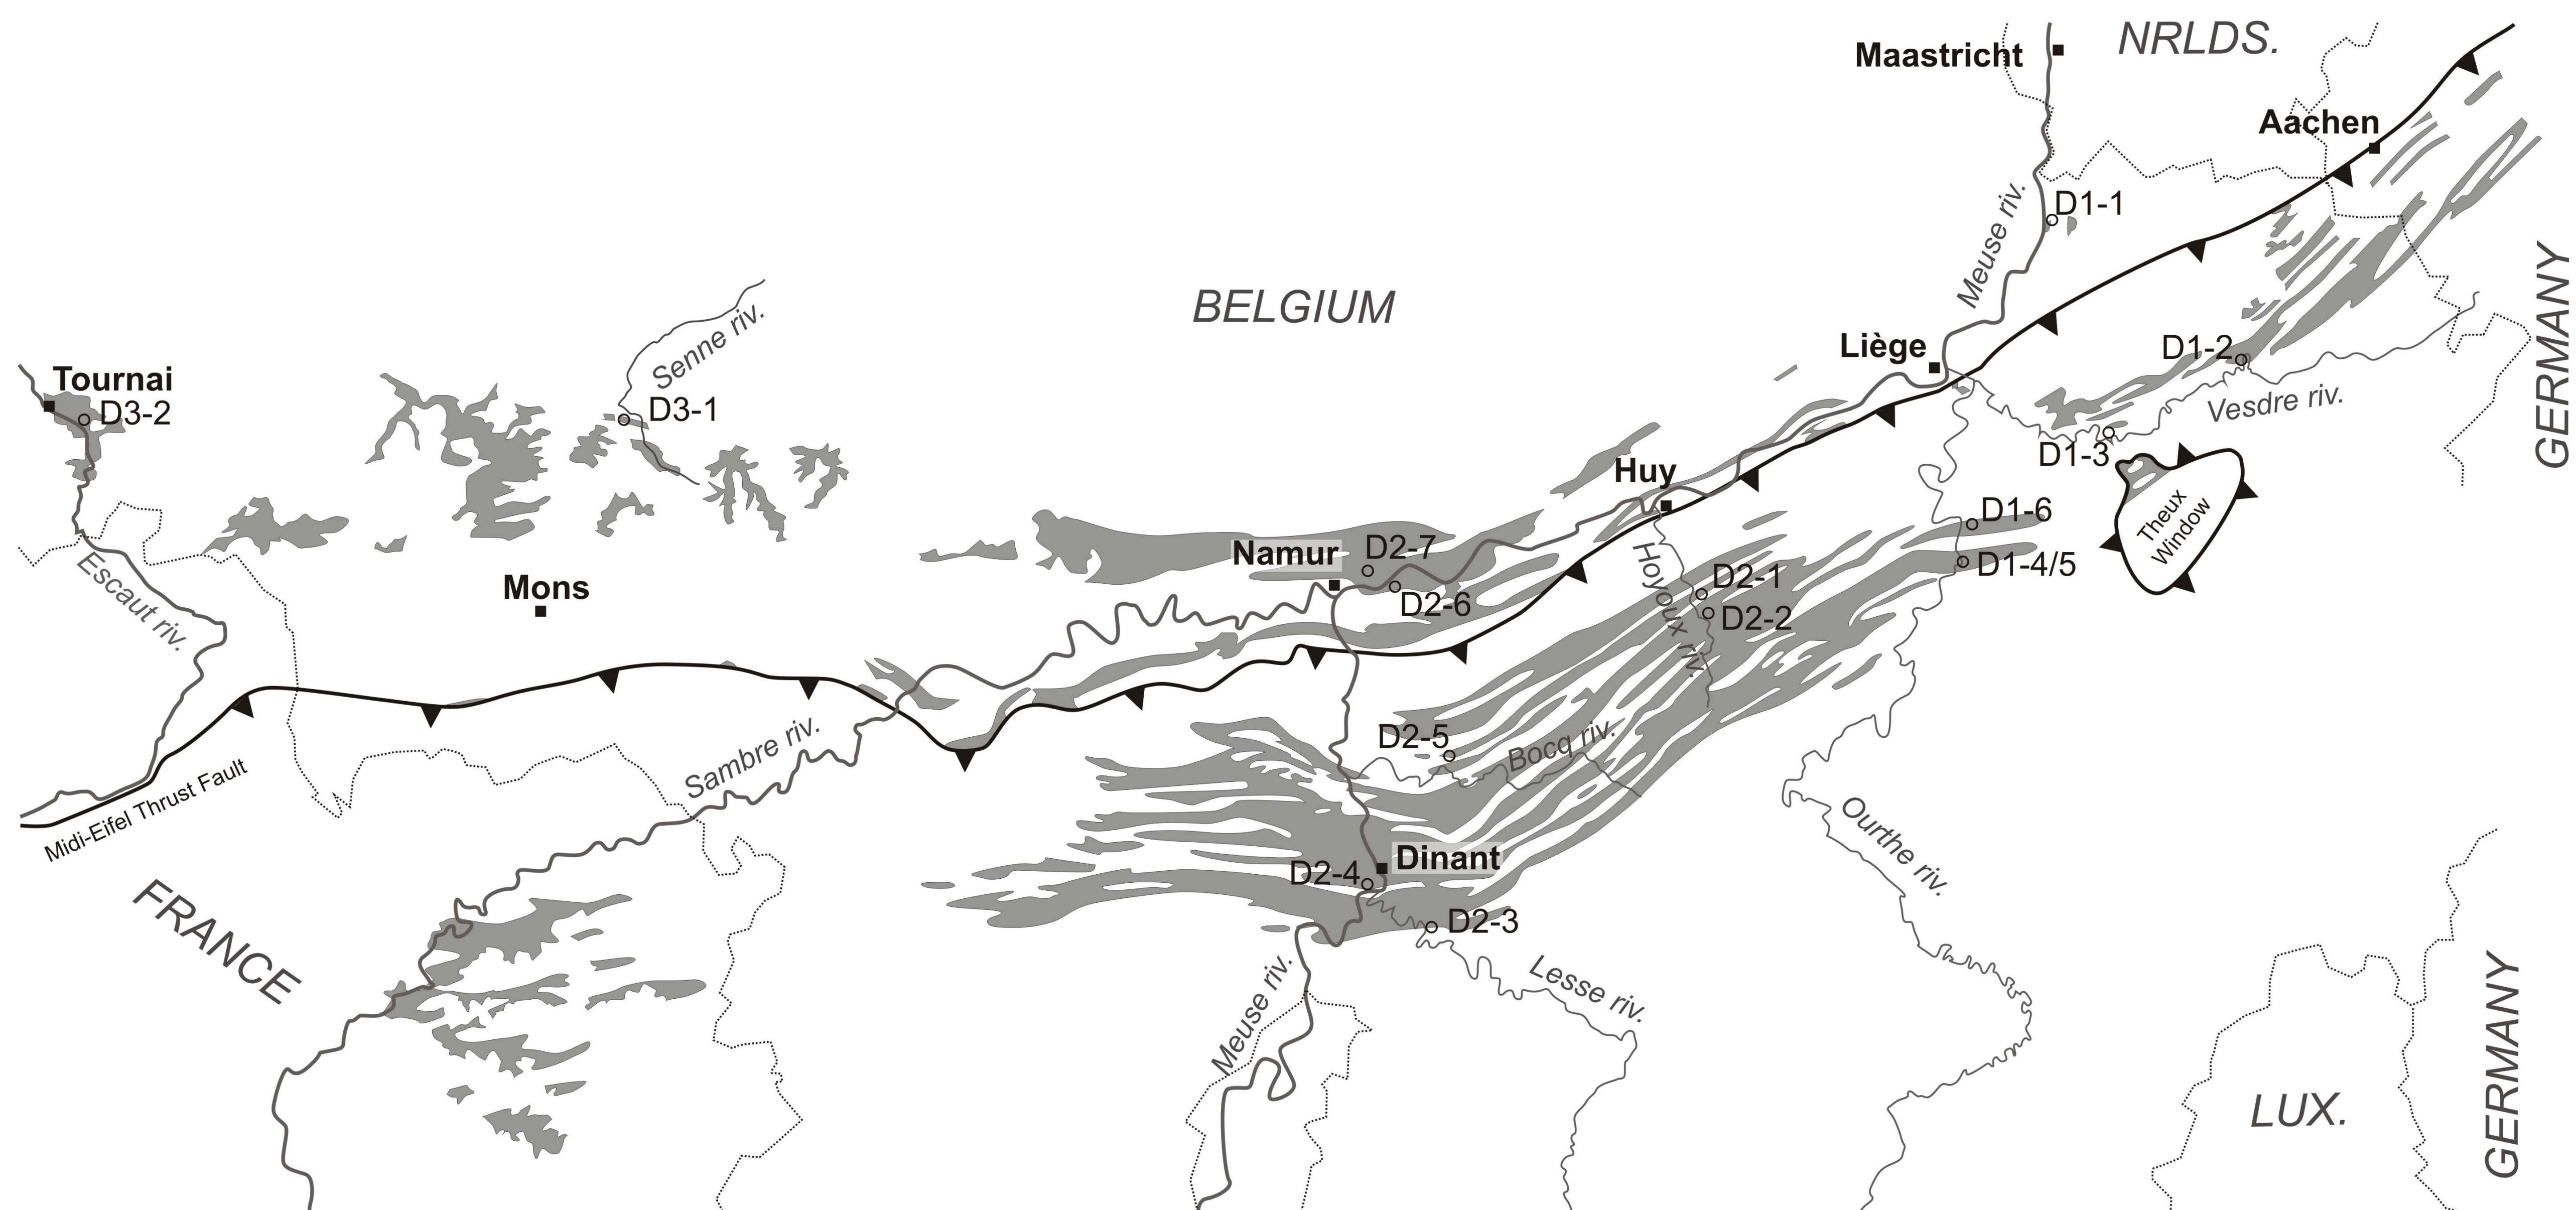 NRLDS.
Maastricht
Aachen
D1-1
Meuse riv.
GERMANY
BELGIUM
Senne riv.
Liège
D1-2
Vesdre riv.
Tournai
D3-2
D3-1
D1-3
Huy
Theux
Window
D1-6
D1-4/5
Namur
D2-7
D2-6
Hoyoux riv.
D2-1
D2-2
Mons
Escaut riv.
D2-5
Bocq riv.
Sambre riv.
Midi-Eifel Thrust Fault
Ourthe riv.
Dinant
D2-4
D2-3
FRANCE
Lesse riv.
Meuse riv.
LUX.
GERMANY